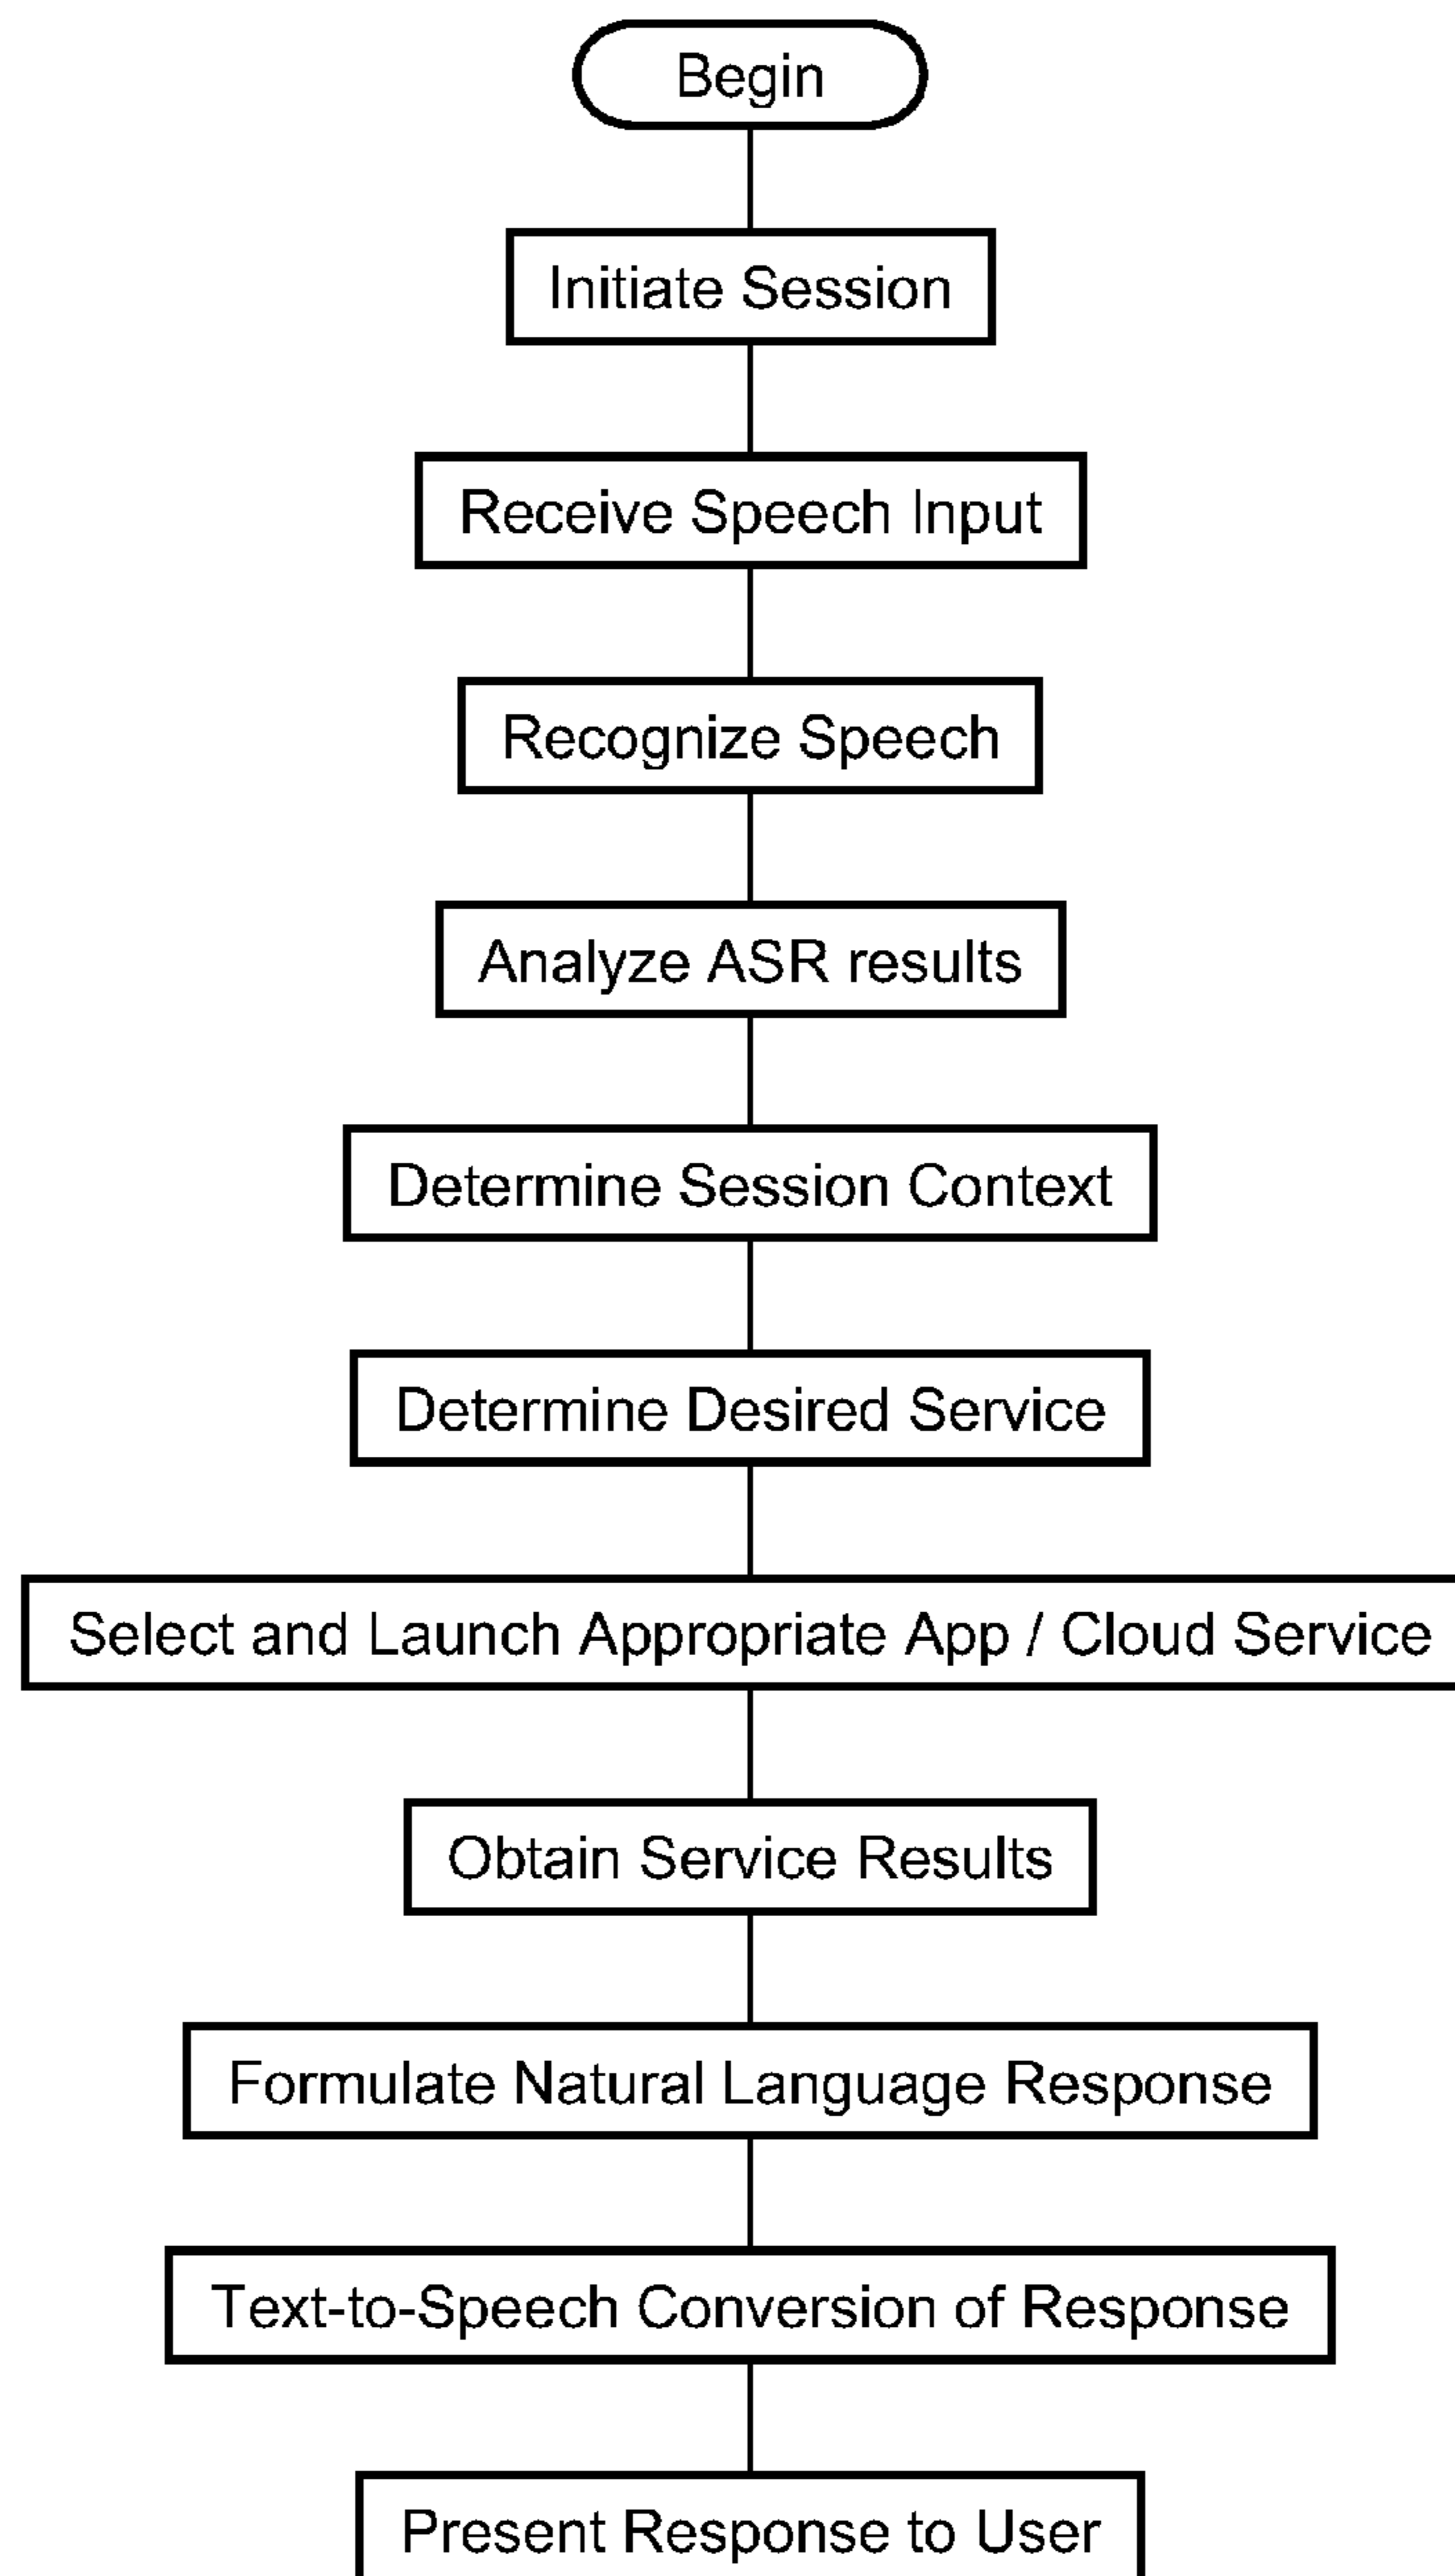 Begin
Initiate Session
Receive Speech Input
Recognize Speech
Analyze ASR results
Determine Session Context
Determine Desired Service
Select and Launch Appropriate App / Cloud Service
Obtain Service Results
Formulate Natural Language Response
Text-to-Speech Conversion of Response
Present Response to User